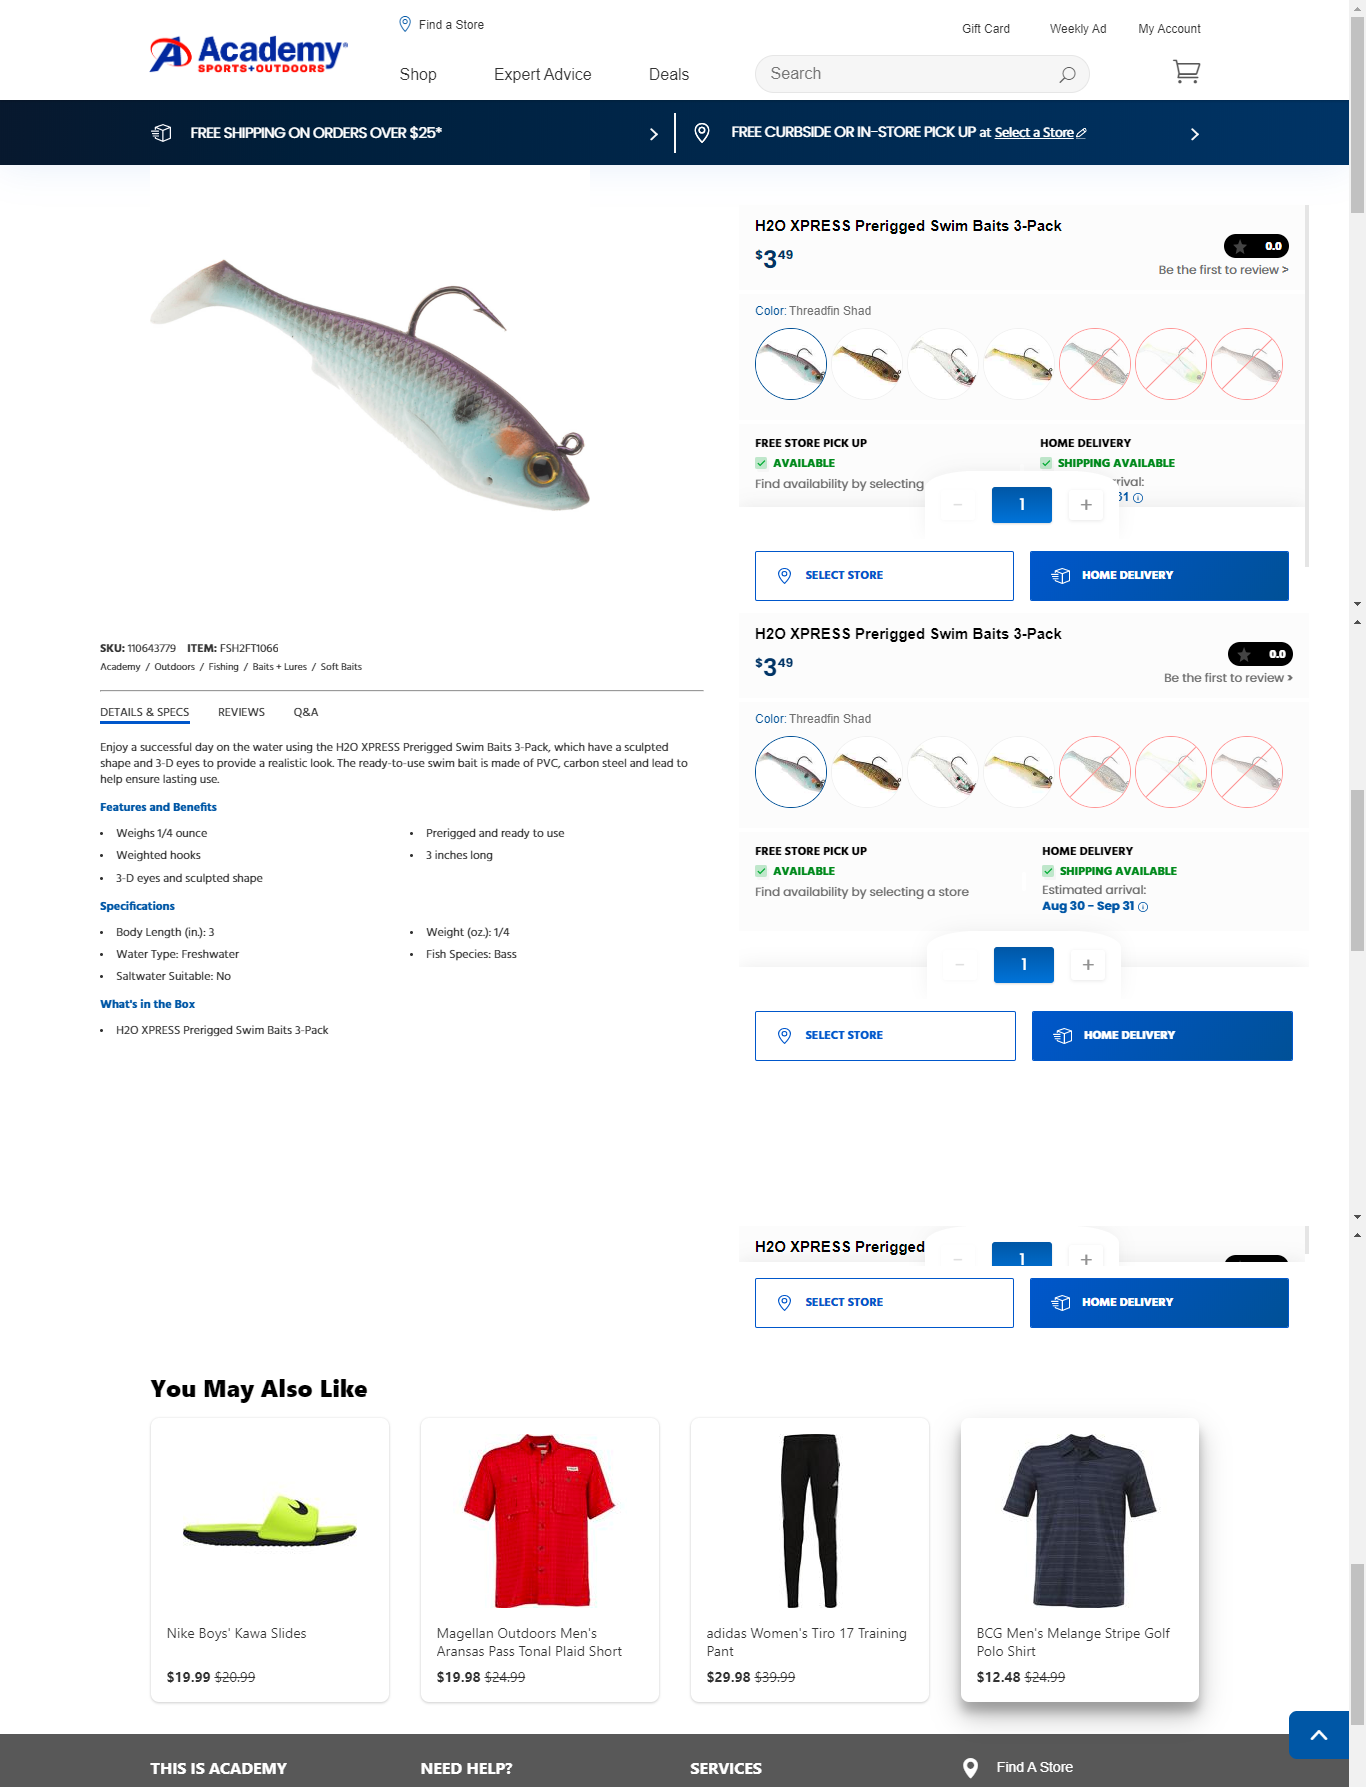 Find a Store
Gift Card
Weekly Ad
My Account
Academy
SPORTS+OUTDOORS
Shop
Expert Advice
Deals
Search
FREE SHIPPING ON ORDERS OVER $25*
FREE CURBSIDE OR IN-STORE PICK UP at Select a Store
H2O XPRESS Prerigged Swim Baits 3-Pack
$3 49
0.0
Be the first to review >
Color: Threadfin Shad
FREE STORE PICK UP
AVAILABLE
Find availability by selecting
HOME DELIVERY
SHIPPING AVAILABLE
rival:
31
- 1 +
SELECT STORE
HOME DELIVERY
SKU: 110643779 ITEM: FSH2FT1066
Academy / Outdoors / Fishing / Baits + Lures / Soft Baits
DETAILS & SPECS
REVIEWS
Q&A
Enjoy a successful day on the water using the H2O XPRESS Prerigged Swim Baits 3-Pack, which have a sculpted
shape and 3-D eyes to provide a realistic look. The ready-to-use swim bait is made of PVC, carbon steel and lead to
help ensure lasting use.
Features and Benefits
• Weighs 1/4 ounce
• Prerigged and ready to use
• Weighted hooks
• 3 inches long
• 3-D eyes and sculpted shape
Specifications
• Body Length (in.): 3
• Weight (oz.): 1/4
• Water Type: Freshwater
• Fish Species: Bass
• Saltwater Suitable: No
What's in the Box
• H2O XPRESS Prerigged Swim Baits 3-Pack
H2O XPRESS Prerigged Swim Baits 3-Pack
$3 49
0.0
Be the first to review >
Color: Threadfin Shad
FREE STORE PICK UP
AVAILABLE
Find availability by selecting a store
HOME DELIVERY
SHIPPING AVAILABLE
Estimated arrival:
Aug 30 - Sep 31
- 1 +
SELECT STORE
HOME DELIVERY
H2O XPRESS Prerigged
- 1 +
SELECT STORE
HOME DELIVERY
You May Also Like
Nike Boys' Kawa Slides
$19.99 $20.99
Magellan Outdoors Men's
Aransas Pass Tonal Plaid Short
$19.98 $24.99
adidas Women's Tiro 17 Training
Pant
$29.98 $39.99
BCG Men's Melange Stripe Golf
Polo Shirt
$12.48 $24.99
THIS IS ACADEMY
NEED HELP?
SERVICES
Find A Store